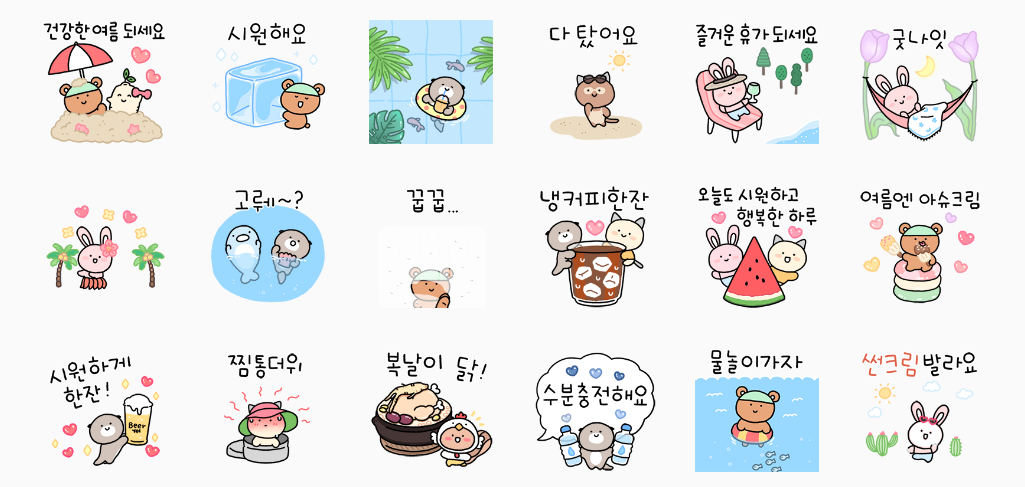 건강한 여름 되세요
시원해요
다 탔어요
즐거운 휴가 되세요
굿나잇
고뤠~?
꿉꿉...
냉커피한잔
오늘도 시원하고
행복한 하루
여름엔 아슈크림
시원하게
한잔!
Beer
찜통더위
복날이 닭!
수분충전해요
물놀이가자
썬크림 발라요